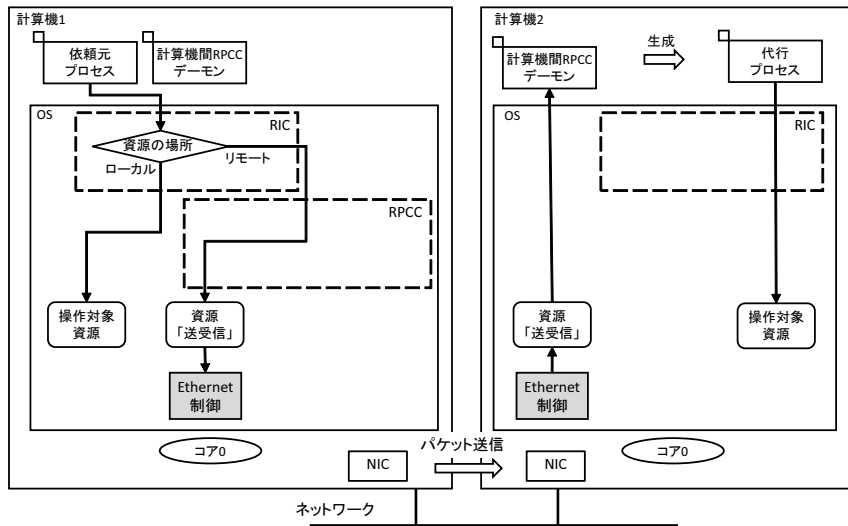 計算機1
依頼元
プロセス
計算機間RPCC
デーモン
OS
RIC
資源の場所
ローカル
リモート
RPCC
操作対象
資源
資源
「送受信」
Ethernet
制御
コア0
NIC
計算機2
計算機間RPCC
デーモン
生成
代行
プロセス
OS
RIC
資源
「送受信」
操作対象
資源
Ethernet
制御
パケット送信
NIC
コア0
ネットワーク